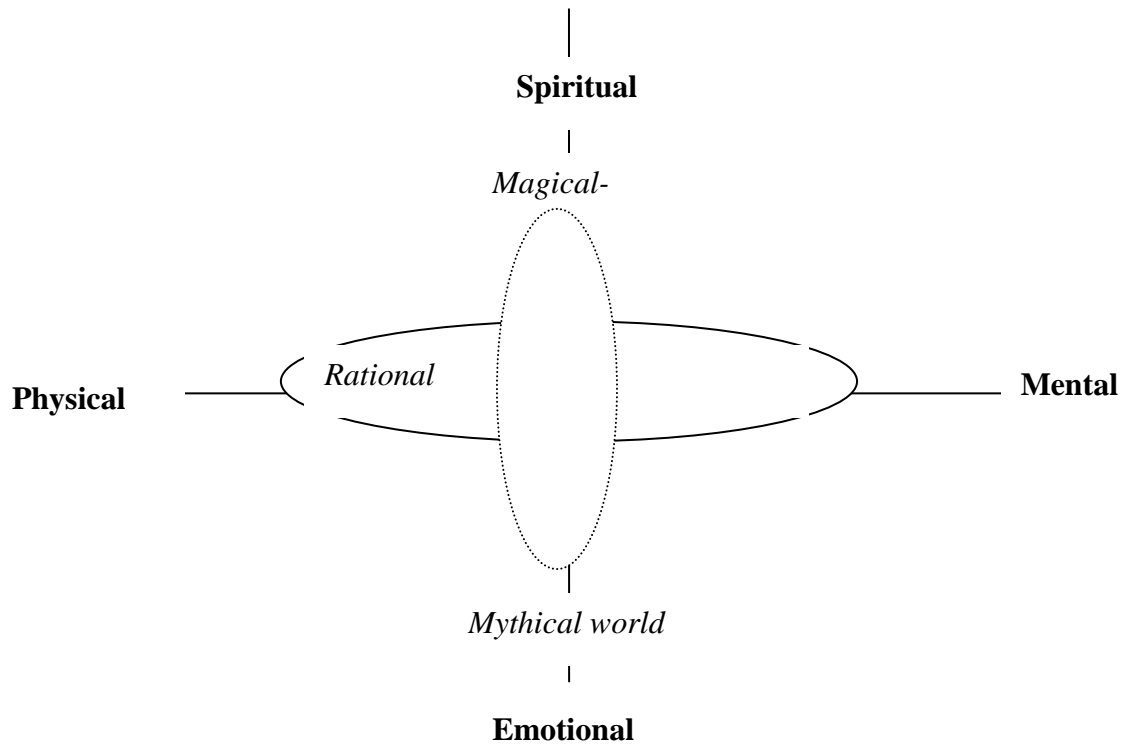 Spiritual
Magical-
Rational
Physical
Mental
Mythical world
Emotional